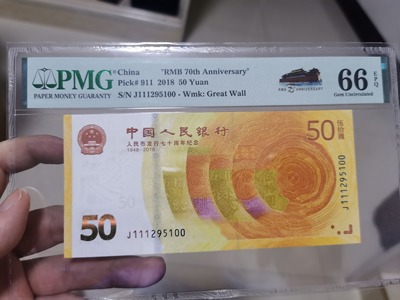 PMG
PAPER MONEY GUARANTY
China "RMB 70th Anniversary"
Pick# 911 2018 50 Yuan
S/N J111295100 - Wmk: Great Wall
66 EPQ
Gem Uncirculated
中国人民银行
人民币发行七十周年纪念
1948-2018
50
伍拾圆
J111295100
50
J111295100